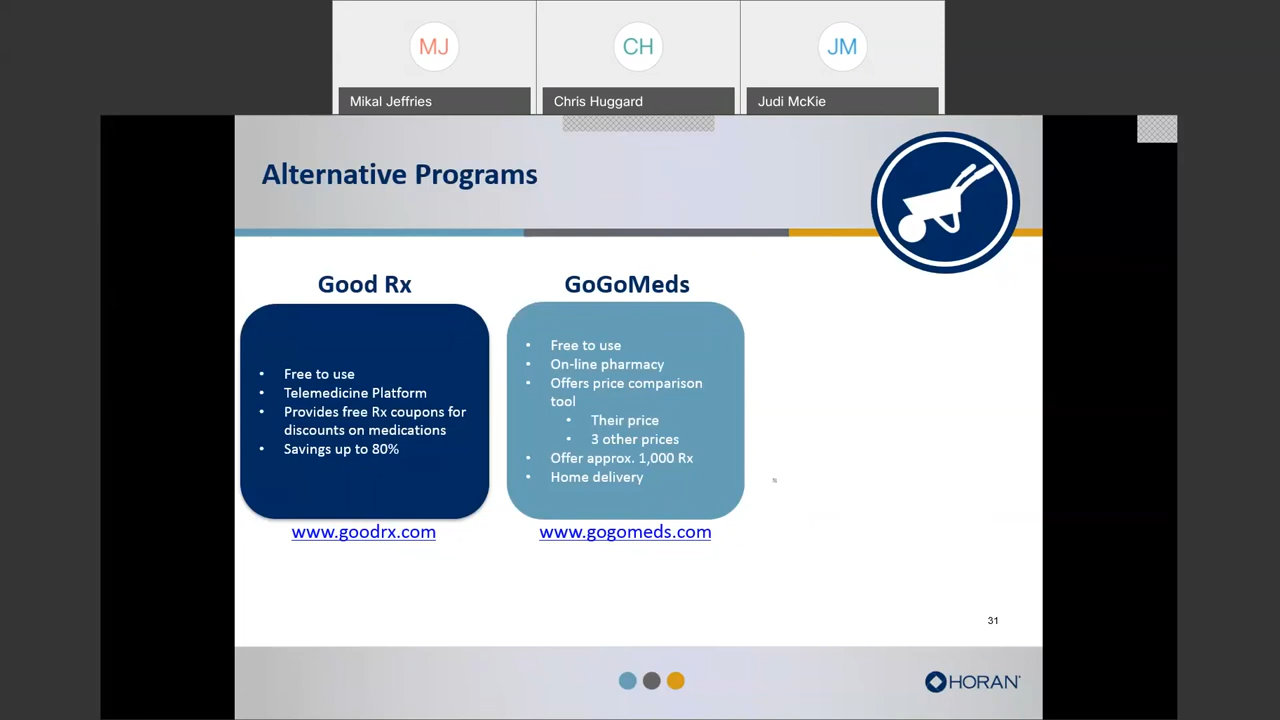 MJ
CH
JM
Mikal Jeffries
Chris Huggard
Judi McKie
Alternative Programs
Good Rx
• Free to use
• Telemedicine Platform
• Provides free Rx coupons for
discounts on medications
• Savings up to 80%
www.goodrx.com
GoGoMeds
• Free to use
• On-line pharmacy
• Offers price comparison
tool
• Their price
• 3 other prices
• Offer approx. 1,000 Rx
• Home delivery
www.gogomeds.com
31
HORAN